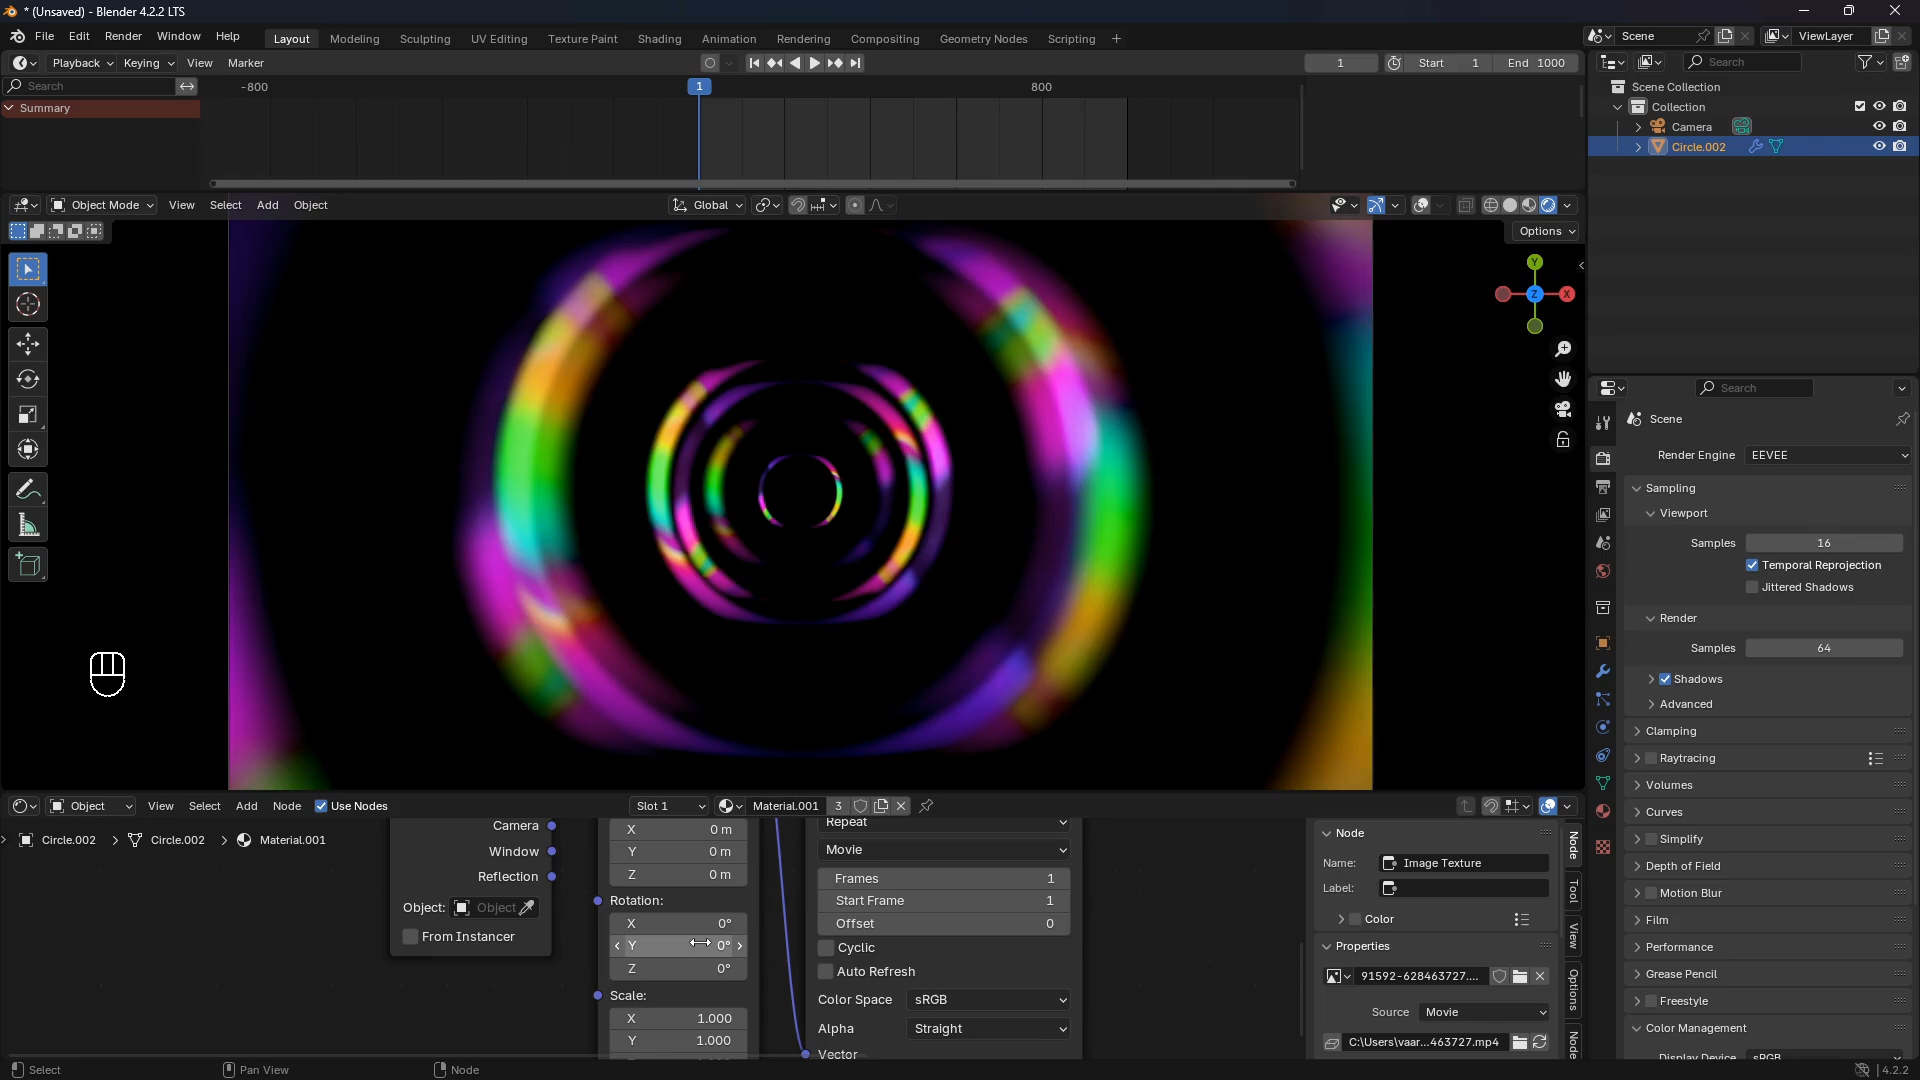 * (Unsaved) - Blender 4.2.2 LTS
File Edit Render Window Help
Layout Modeling Sculpting UV Editing Texture Paint Shading Animation Rendering Compositing Geometry Nodes Scripting +
Scene
ViewLayer
Playback Keying View Marker
1
Start 1
End 1000
Search
Search
-800
1
800
Summary
Scene Collection
Collection
Camera
Circle.002
Object Mode View Select Add Object
Global
Options
Y
Z
X
Search
Scene
Render Engine EEVEE
Sampling
Viewport
Samples 16
Temporal Reprojection
Jittered Shadows
Render
Samples 64
Shadows
Advanced
Clamping
Raytracing
Volumes
Curves
Simplify
Depth of Field
Motion Blur
Film
Performance
Grease Pencil
Freestyle
Color Management
Display Device sRGB
Object View Select Add Node Use Nodes
Slot 1
Material.001 3
Circle.002 > Circle.002 > Material.001
Camera
Window
Reflection
Object: Object
From Instancer
X 0 m
Y 0 m
Z 0 m
Rotation:
X 0°
Y 0°
Z 0°
Scale:
X 1.000
Y 1.000
Repeat
Movie
Frames 1
Start Frame 1
Offset 0
Cyclic
Auto Refresh
Color Space sRGB
Alpha Straight
Vector
Node
Name: Image Texture
Label:
Color
Properties
91592-628463727....
Source Movie
C:\Users\vaar...463727.mp4
Node
Tool
View
Options
Node
Select
Pan View
Node
4.2.2